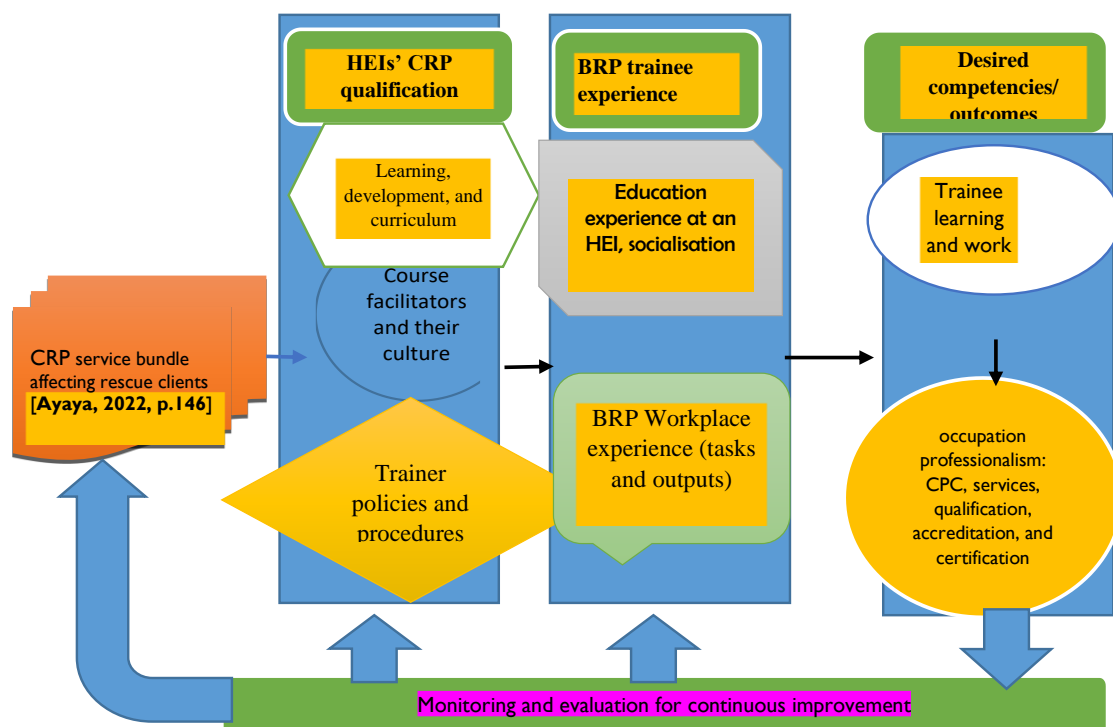 HEIs' CRP
qualification
BRP trainee
experience
Desired
competencies/
outcomes
Learning,
development, and
curriculum
Course
facilitators
and their
culture
Trainer
policies and
procedures
Education
experience at an
HEI, socialisation
BRP Workplace
experience (tasks
and outputs)
Trainee
learning
and work
occupation
professionalism:
CPC, services,
qualification,
accreditation, and
certification
CRP service bundle
affecting rescue clients
[Ayaya, 2022, p.146]
Monitoring and evaluation for continuous improvement